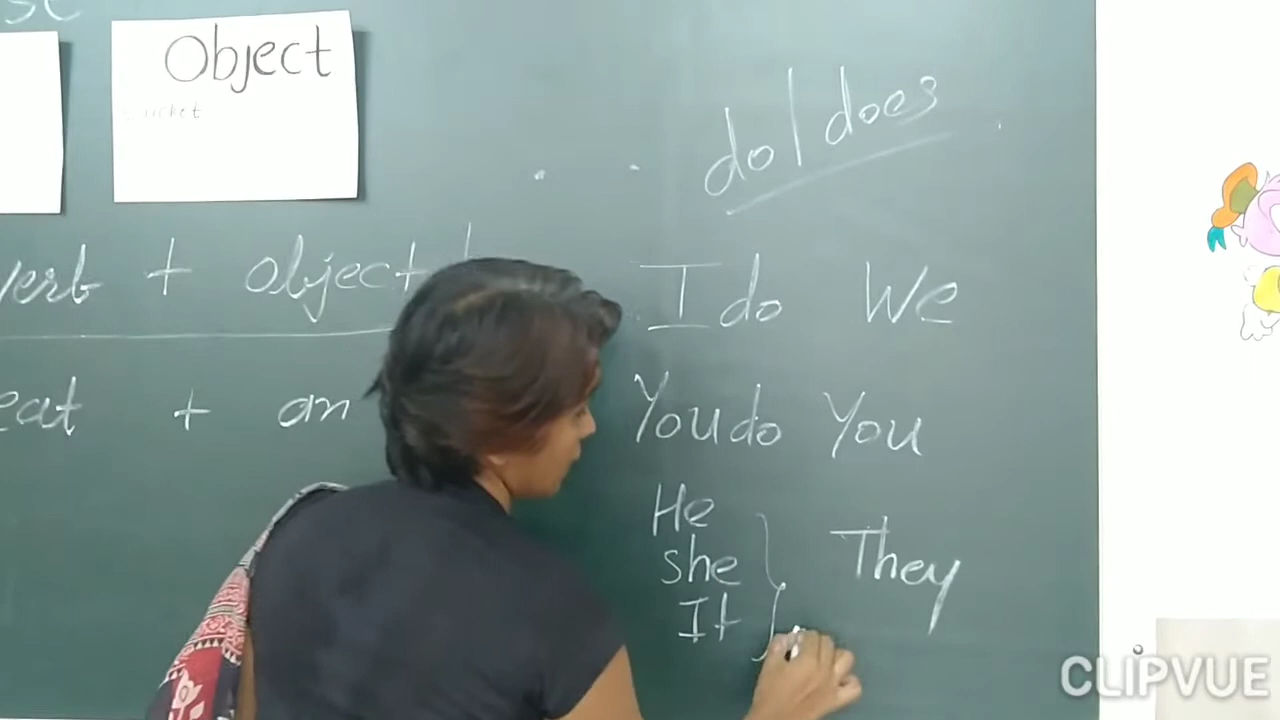 Object
do/does
verb + object
I do We
eat + an
You do You
He
she
They
It
CLIPVUE